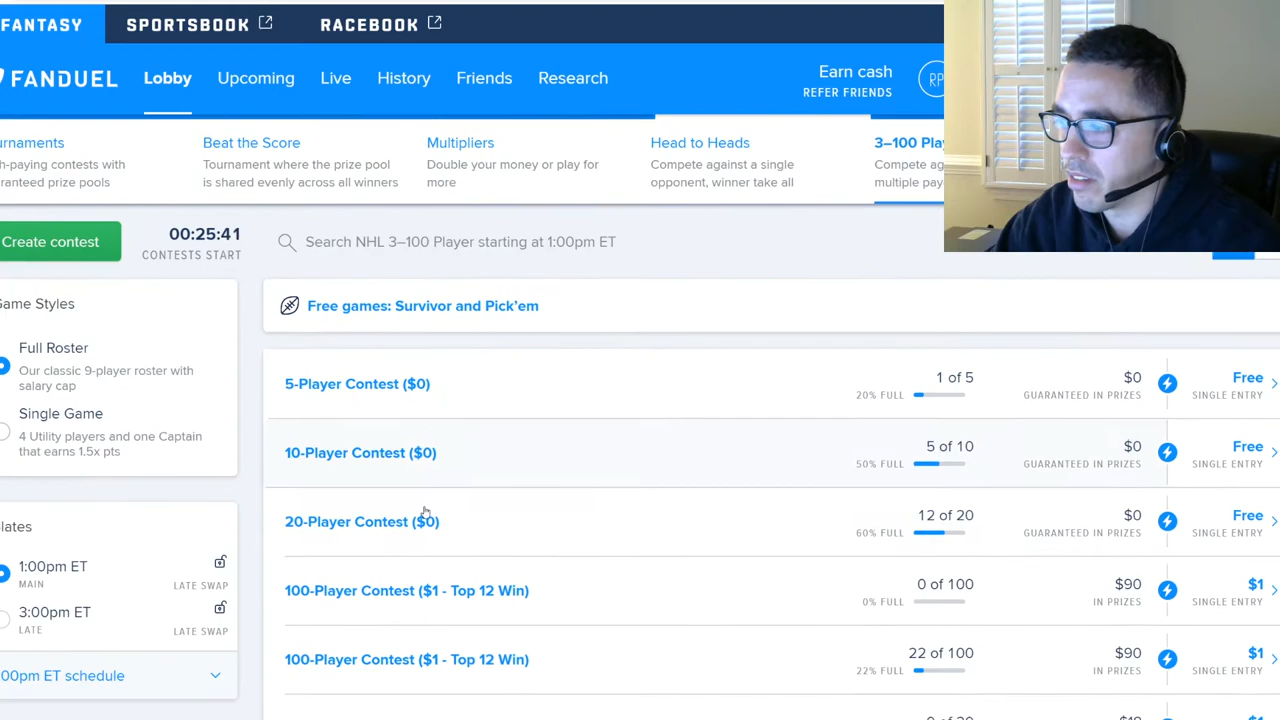 FANTASY
SPORTSBOOK
RACEBOOK
FANDUEL
Lobby
Upcoming
Live
History
Friends
Research
Earn cash
REFER FRIENDS
RP
urnaments
h-paying contests with
ranteed prize pools
Beat the Score
Tournament where the prize pool
is shared evenly across all winners
Multipliers
Double your money or play for
more
Head to Heads
Compete against a single
opponent, winner take all
3–100 Pla
Compete ag
multiple pay
Create contest
00:25:41
CONTESTS START
Search NHL 3–100 Player starting at 1:00pm ET
Game Styles
Full Roster
Our classic 9-player roster with
salary cap
Single Game
4 Utility players and one Captain
that earns 1.5x pts
lates
1:00pm ET
MAIN
LATE SWAP
3:00pm ET
LATE
LATE SWAP
:00pm ET schedule
Free games: Survivor and Pick'em
5-Player Contest ($0)
1 of 5
20% FULL
$0
GUARANTEED IN PRIZES
Free
SINGLE ENTRY
10-Player Contest ($0)
5 of 10
50% FULL
$0
GUARANTEED IN PRIZES
Free
SINGLE ENTRY
20-Player Contest ($0)
12 of 20
60% FULL
$0
GUARANTEED IN PRIZES
Free
SINGLE ENTRY
100-Player Contest ($1 - Top 12 Win)
0 of 100
0% FULL
$90
IN PRIZES
$1
SINGLE ENTRY
100-Player Contest ($1 - Top 12 Win)
22 of 100
22% FULL
$90
IN PRIZES
$1
SINGLE ENTRY